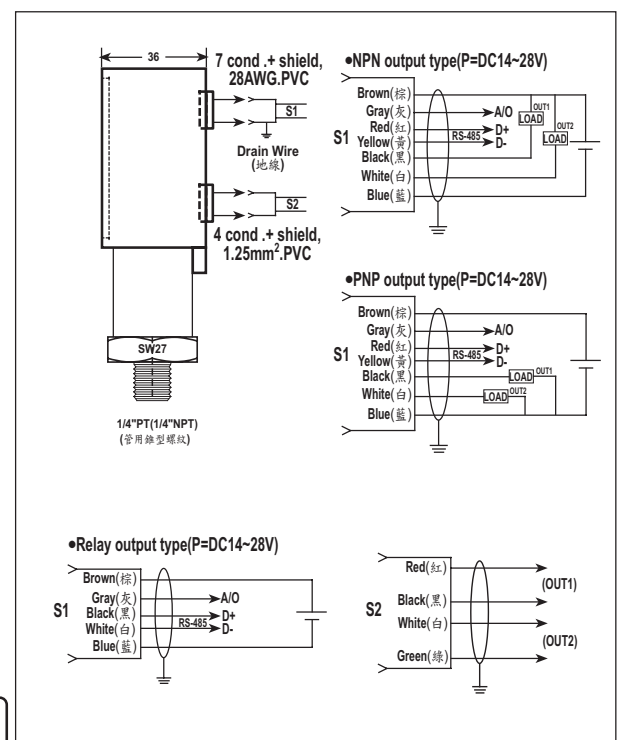 36
7 cond .+ shield,
28AWG.PVC
S1
Drain Wire
(地線)
S2
4 cond .+ shield,
1.25mm².PVC
SW27
1/4"PT(1/4"NPT)
(管用錐型螺紋)
•NPN output type(P=DC14~28V)
S1
Brown(棕)
Gray(灰)
Red(紅)
Yellow(黃)
Black(黑)
White(白)
Blue(藍)
A/O
RS-485
D+
D-
OUT1
LOAD
OUT2
LOAD
•PNP output type(P=DC14~28V)
S1
Brown(棕)
Gray(灰)
Red(紅)
Yellow(黃)
Black(黑)
White(白)
Blue(藍)
A/O
RS-485
D+
D-
LOAD
OUT1
LOAD
OUT2
•Relay output type(P=DC14~28V)
S1
Brown(棕)
Gray(灰)
Black(黑)
White(白)
Blue(藍)
A/O
RS-485
D+
D-
S2
Red(紅)
Black(黑)
White(白)
Green(綠)
(OUT1)
(OUT2)